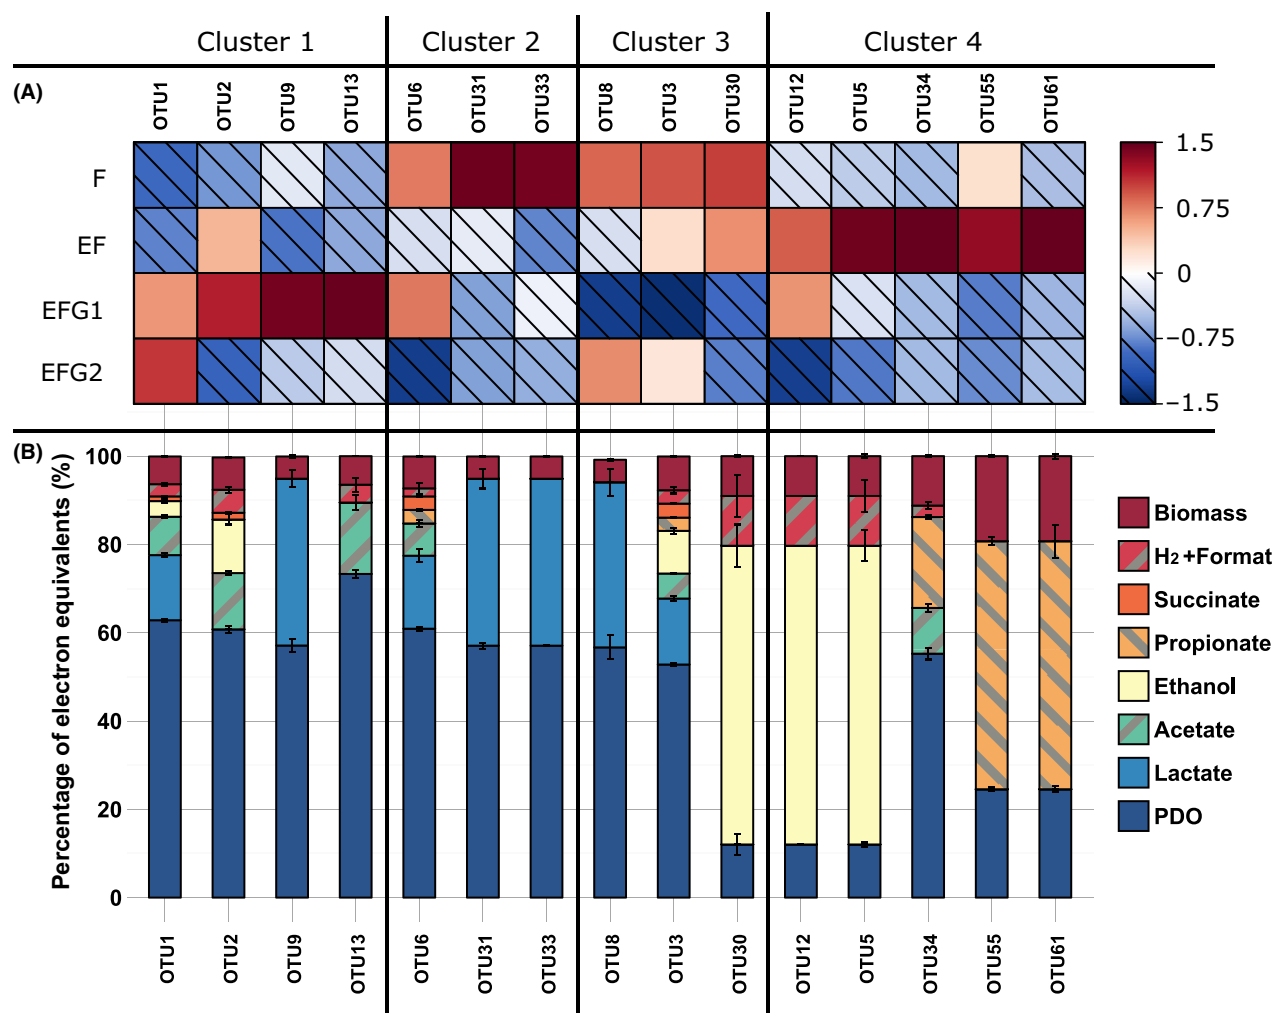 Cluster 1 Cluster 2 Cluster 3 Cluster 4
(A)
OTU1 OTU2 OTU9 OTU13 OTU6 OTU31 OTU33 OTU8 OTU3 OTU30 OTU12 OTU5 OTU34 OTU55 OTU61
F
EF
EFG1
EFG2
1.5
0.75
0
−0.75
−1.5
(B)
Percentage of electron equivalents (%)
100
80
60
40
20
0
Biomass
H2 +Format
Succinate
Propionate
Ethanol
Acetate
Lactate
PDO
OTU1 OTU2 OTU9 OTU13 OTU6 OTU31 OTU33 OTU8 OTU3 OTU30 OTU12 OTU5 OTU34 OTU55 OTU61